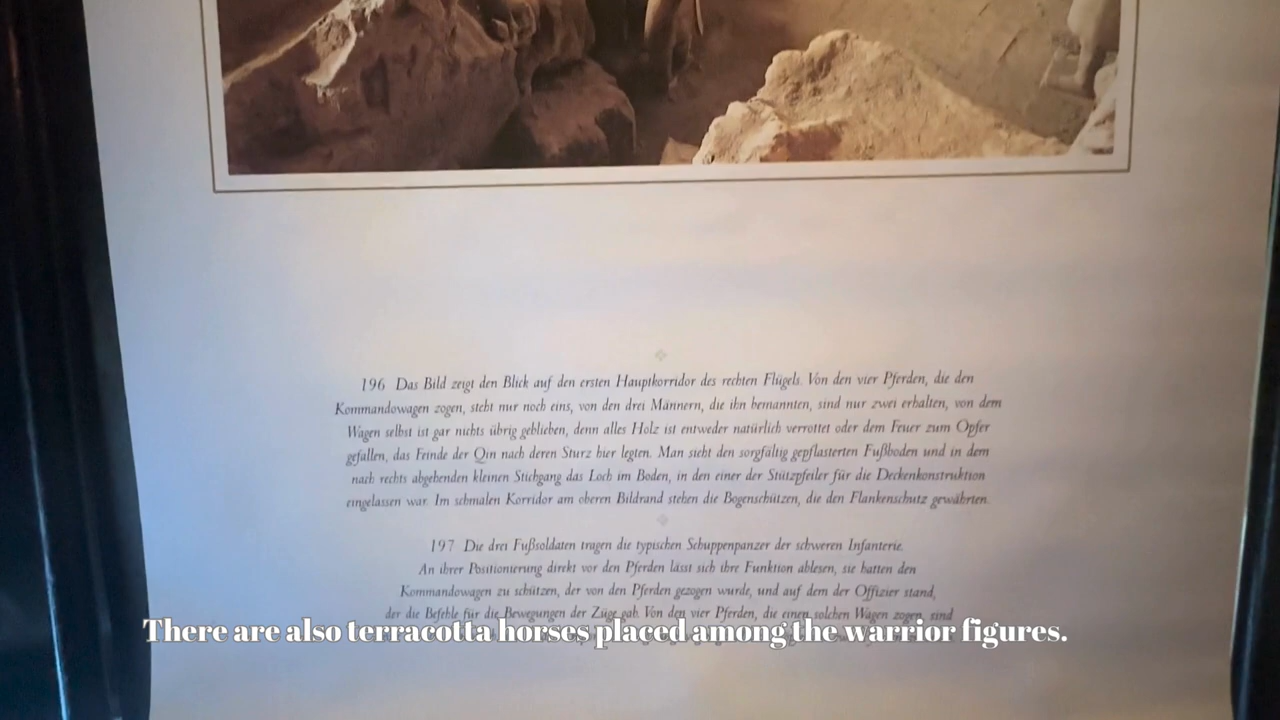 196 Das Bild zeigt den Blick auf den ersten Hauptkorridor des rechten Flügels. Von den vier Pferden, die den
Kommandowagen zogen, steht nur noch eins, von den drei Männern, die ihn bemannten, sind nur zwei erhalten, von dem
Wagen selbst ist gar nichts übrig geblieben, denn alles Holz ist entweder natürlich verrottet oder dem Feuer zum Opfer
gefallen, das Feinde der Qin nach deren Sturz hier legten. Man sieht den sorgfältig gepflasterten Fußboden und in dem
nach rechts abgehenden kleinen Stichgang das Loch im Boden, in den einer der Stützpfeiler für die Deckenkonstruktion
eingelassen war. Im schmalen Korridor am oberen Bildrand stehen die Bogenschützen, die den Flankenschutz gewährten.
197 Die drei Fußsoldaten tragen die typischen Schuppenpanzer der schweren Infanterie.
An ihrer Positionierung direkt vor den Pferden lässt sich ihre Funktion ablesen, sie hatten den
Kommandowagen zu schützen, der von den Pferden gezogen wurde, und auf dem der Offizier stand,
der die Befehle für die Bewegungen der Züge gab. Von den vier Pferden, die einen solchen Wagen zogen, sind
There are also terracotta horses placed among the warrior figures.